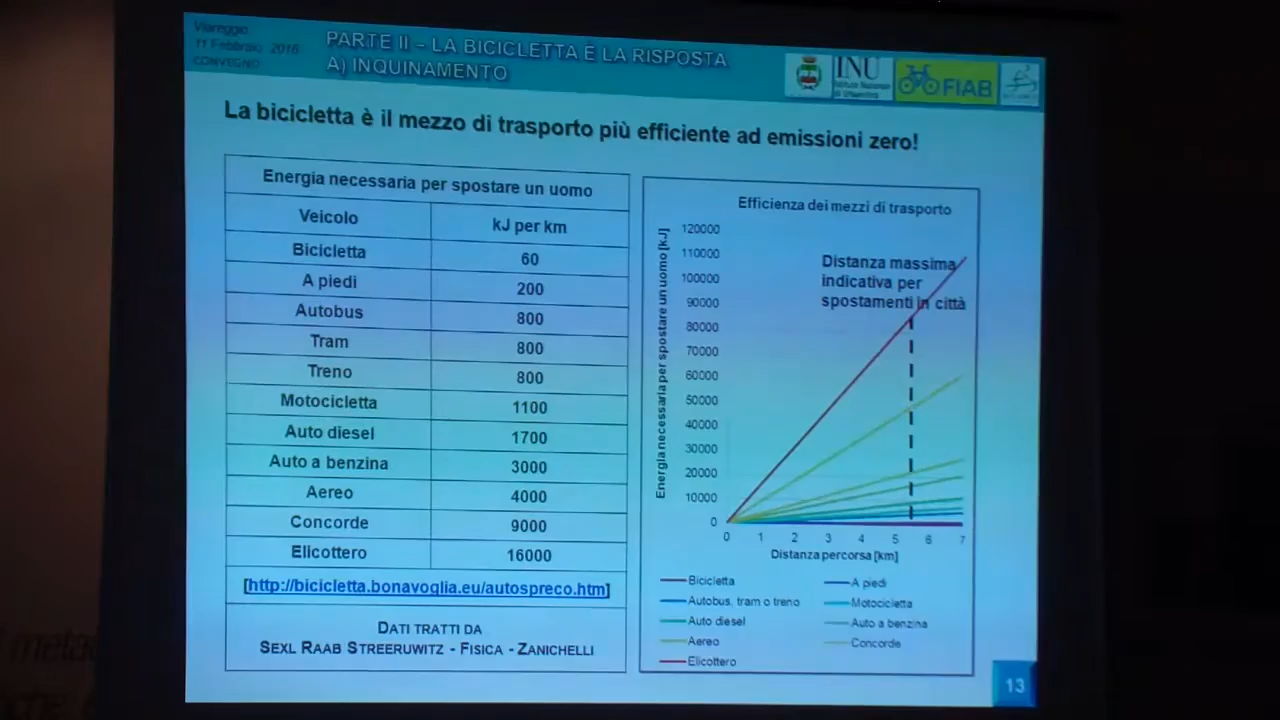 Viareggio
11 Febbraio 2016
CONVEGNO
PARTE II – LA BICICLETTA È LA RISPOSTA
A) INQUINAMENTO
INU
Istituto Nazionale
di Urbanistica
FIAB
La bicicletta è il mezzo di trasporto più efficiente ad emissioni zero!
Energia necessaria per spostare un uomo
Veicolo kJ per km
Bicicletta 60
A piedi 200
Autobus 800
Tram 800
Treno 800
Motocicletta 1100
Auto diesel 1700
Auto a benzina 3000
Aereo 4000
Concorde 9000
Elicottero 16000
[http://bicicletta.bonavoglia.eu/autospreco.htm]
DATI TRATTI DA
SEXL RAAB STREERUWITZ - FISICA - ZANICHELLI
Efficienza dei mezzi di trasporto
Energia necessaria per spostare un uomo [kJ]
120000
110000
100000
90000
80000
70000
60000
50000
40000
30000
20000
10000
0
Distanza massima
indicativa per
spostamenti in città
0 1 2 3 4 5 6 7
Distanza percorsa [km]
Bicicletta A piedi
Autobus, tram o treno Motocicletta
Auto diesel Auto a benzina
Aereo Concorde
Elicottero
13